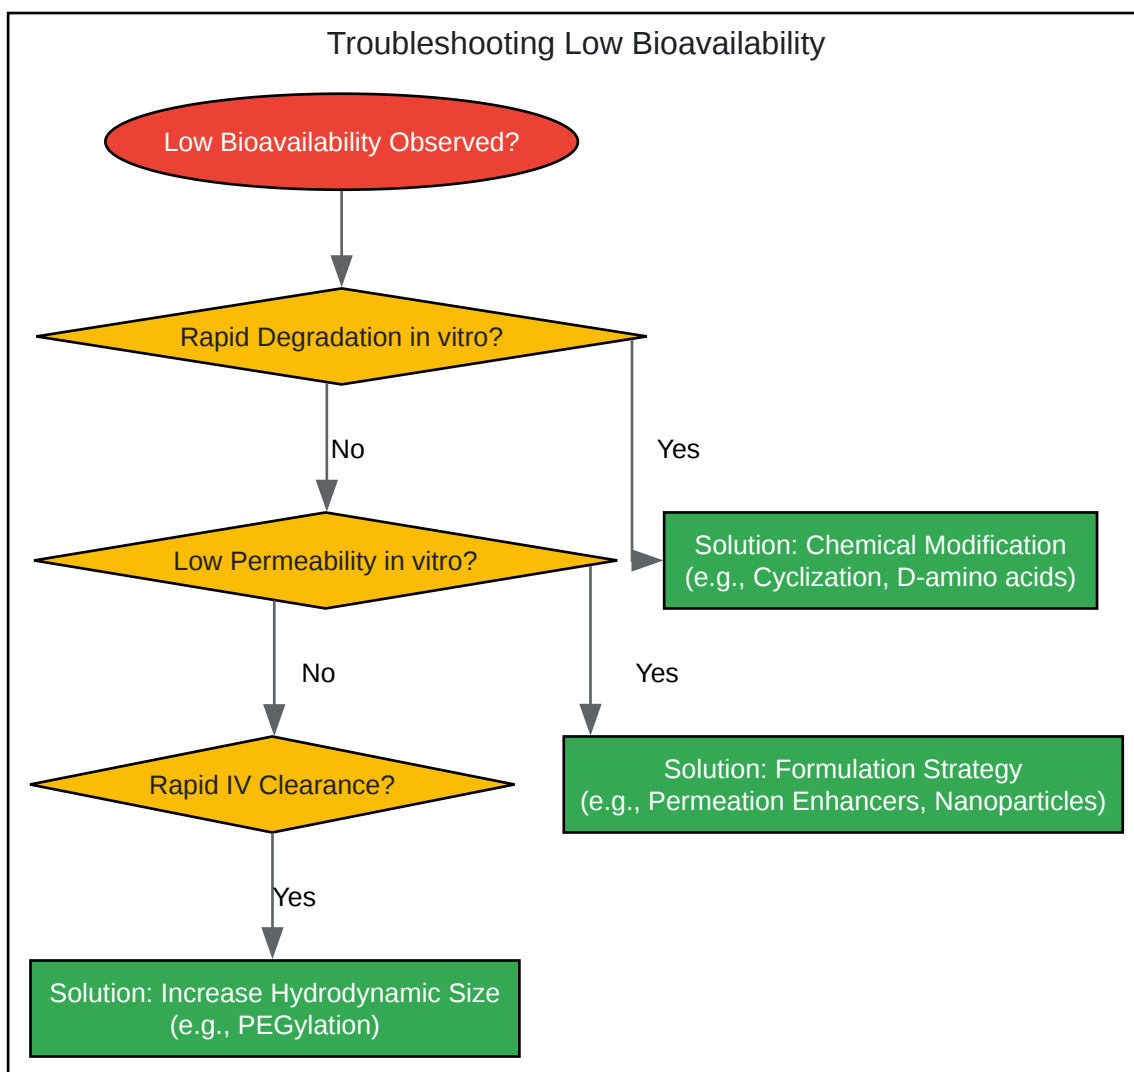 Troubleshooting Low Bioavailability
Low Bioavailability Observed?
Rapid Degradation in vitro?
No
Yes
Low Permeability in vitro?
Solution: Chemical Modification
(e.g., Cyclization, D-amino acids)
No
Yes
Rapid IV Clearance?
Solution: Formulation Strategy
(e.g., Permeation Enhancers, Nanoparticles)
Yes
Solution: Increase Hydrodynamic Size
(e.g., PEGylation)